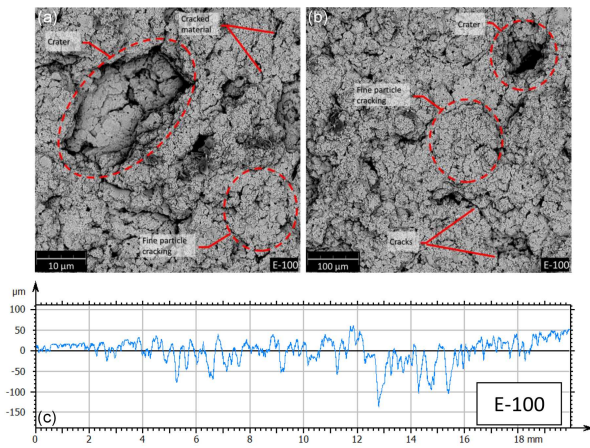 (a)
Cracked
material
Crater
Fine particle
cracking
10 µm
E-100
(b)
Crater
Fine particle
cracking
Cracks
100 µm
E-100
µm
100
50
0
-50
-100
-150
(c)
E-100
0 2 4 6 8 10 12 14 16 18 mm